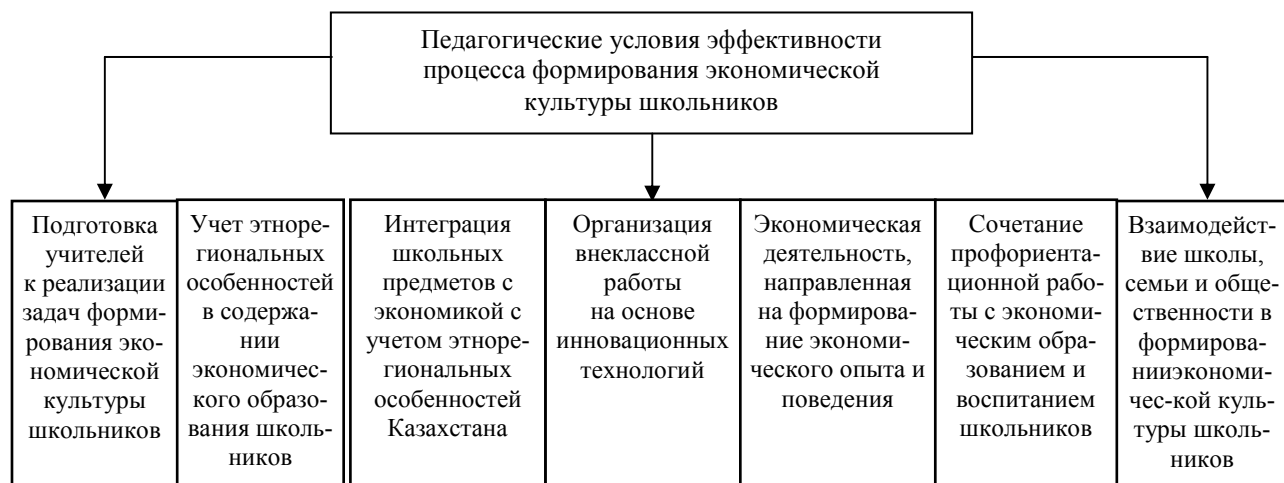 Педагогические условия эффективности
процесса формирования экономической
культуры школьников
Подготовка
учителей
к реализации
задач форми-
рования эко-
номической
культуры
школьников
Учет этноре-
гиональных
особенностей
в содержа-
нии
экономичес-
кого образо-
вания школь-
ников
Интеграция
школьных
предметов с
экономикой с
учетом этноре-
гиональных
особенностей
Казахстана
Организация
внеклассной
работы
на основе
инновационных
технологий
Экономическая
деятельность,
направленная
на формирова-
ние экономи-
ческого опыта и
поведения
Сочетание
профориента-
ционной рабо-
ты с экономи-
ческим обра-
зованием и
воспитанием
школьников
Взаимодейст-
вие школы,
семьи и обще-
ственности в
формирова-
нииэкономи-
чес-кой куль-
туры школь-
ников